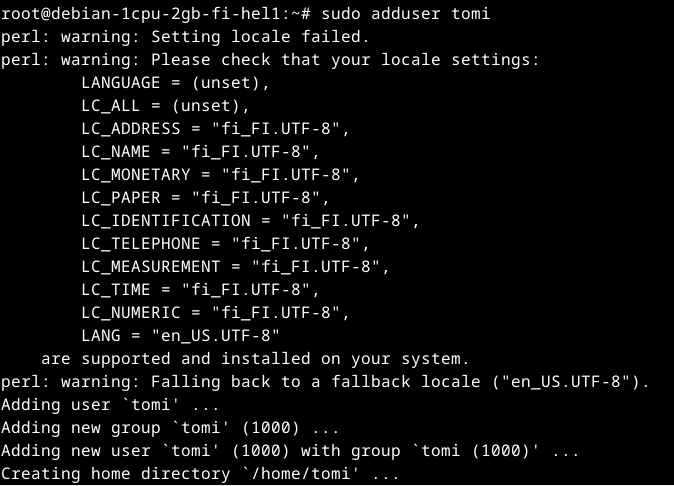 root@debian-1cpu-2gb-fi-hel1:~# sudo adduser tomi
perl: warning: Setting locale failed.
perl: warning: Please check that your locale settings:
        LANGUAGE = (unset),
        LC_ALL = (unset),
        LC_ADDRESS = "fi_FI.UTF-8",
        LC_NAME = "fi_FI.UTF-8",
        LC_MONETARY = "fi_FI.UTF-8",
        LC_PAPER = "fi_FI.UTF-8",
        LC_IDENTIFICATION = "fi_FI.UTF-8",
        LC_TELEPHONE = "fi_FI.UTF-8",
        LC_MEASUREMENT = "fi_FI.UTF-8",
        LC_TIME = "fi_FI.UTF-8",
        LC_NUMERIC = "fi_FI.UTF-8",
        LANG = "en_US.UTF-8"
    are supported and installed on your system.
perl: warning: Falling back to a fallback locale ("en_US.UTF-8").
Adding user `tomi' ...
Adding new group `tomi' (1000) ...
Adding new user `tomi' (1000) with group `tomi (1000)' ...
Creating home directory `/home/tomi' ...